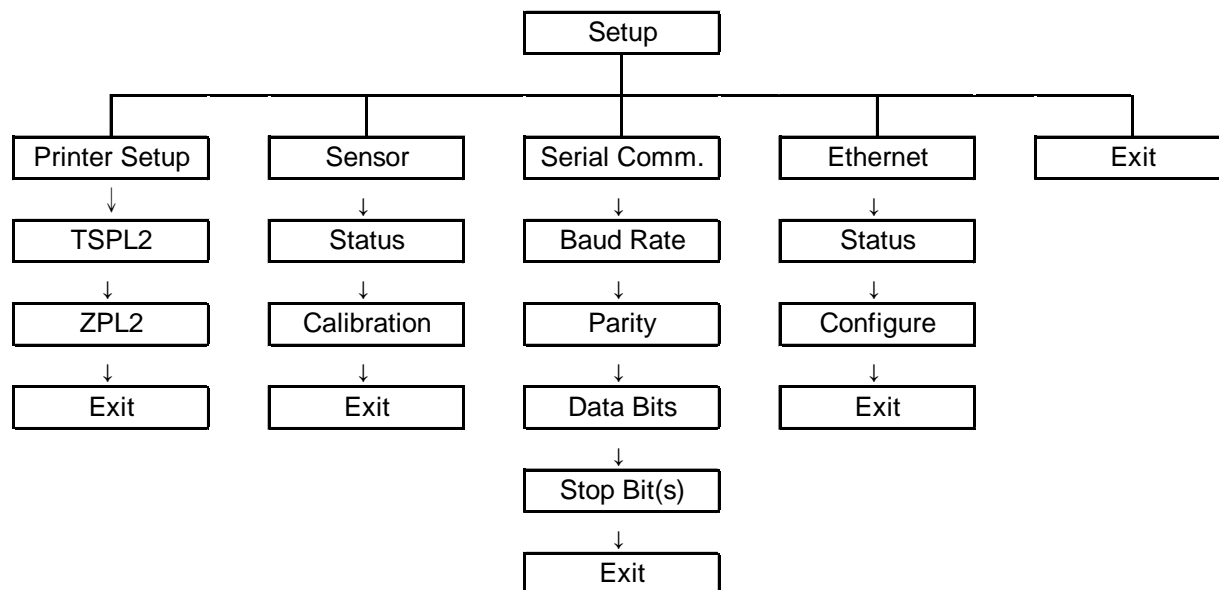 Setup
Printer Setup
Sensor
Serial Comm.
Ethernet
Exit
TSPL2
Status
Baud Rate
Status
ZPL2
Calibration
Parity
Configure
Exit
Exit
Data Bits
Exit
Stop Bit(s)
Exit